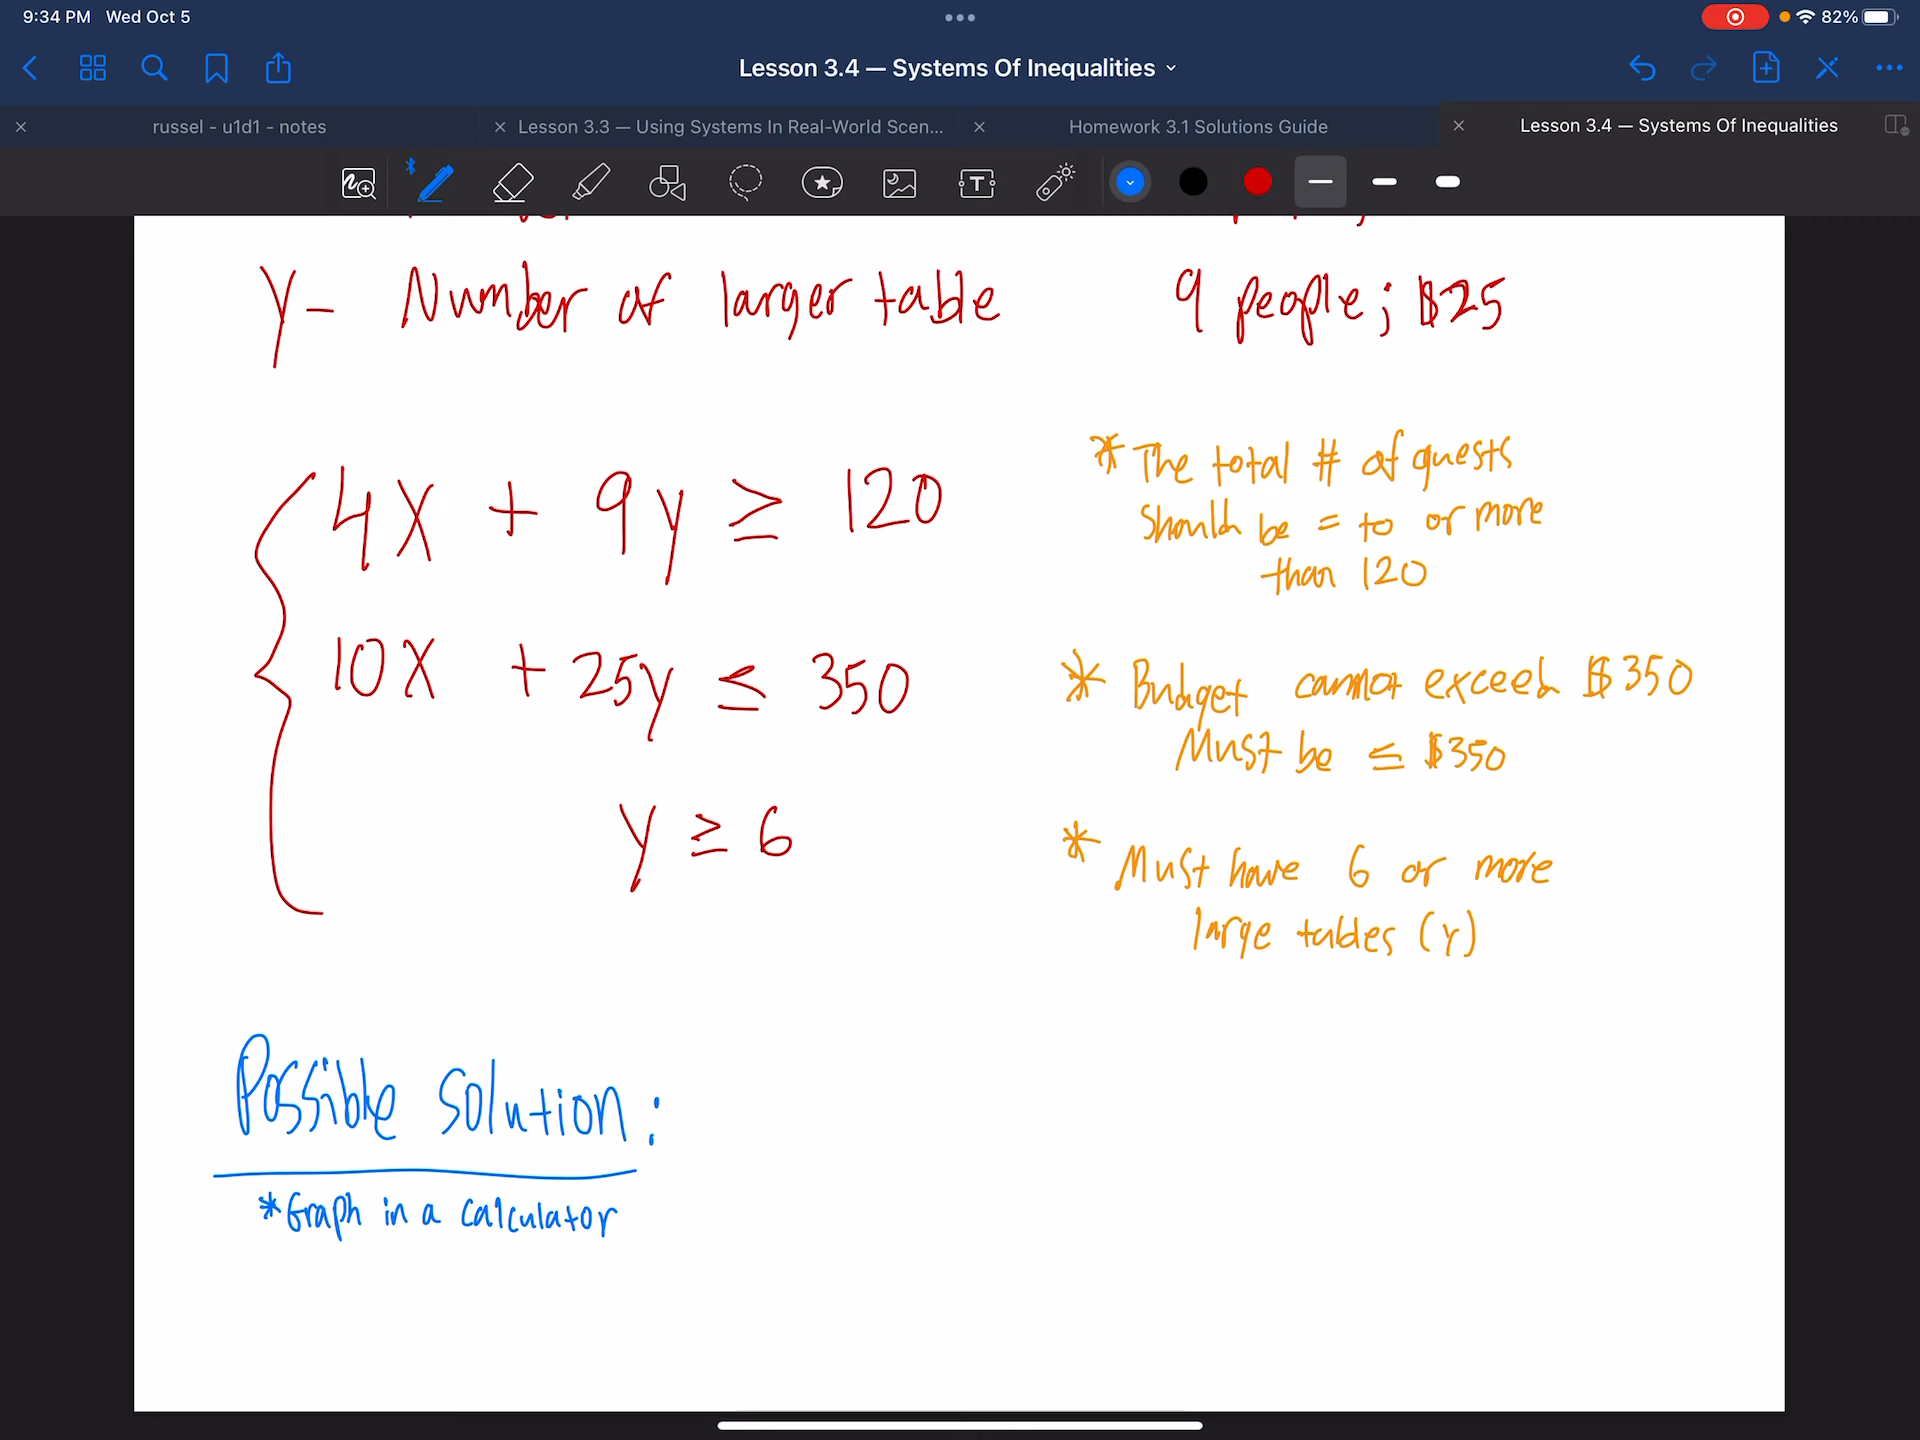 9:34 PM Wed Oct 5
82%
Lesson 3.4 — Systems Of Inequalities
russel - u1d1 - notes
Lesson 3.3 — Using Systems In Real-World Scen...
Homework 3.1 Solutions Guide
Lesson 3.4 — Systems Of Inequalities
Y - Number of larger table 9 people; $25
4X + 9y ≥ 120
* The total # of guests
Should be = to or more
than 120
10X + 25y ≤ 350
* Budget cannot exceed $350
Must be ≤ $350
y ≥ 6
* Must have 6 or more
large tables (Y)
Possible solution:
*Graph in a calculator